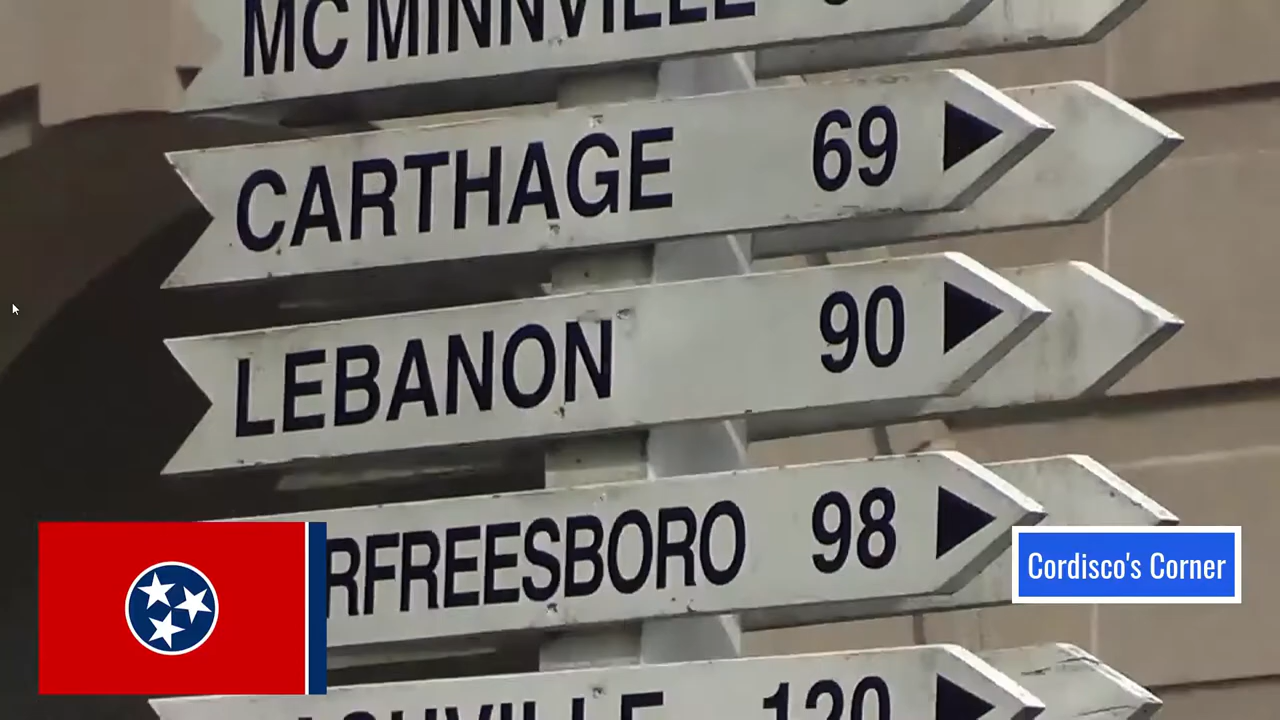 MC MINNVILLE
CARTHAGE 69
LEBANON 90
RFREESBORO 98
Cordisco's Corner
120